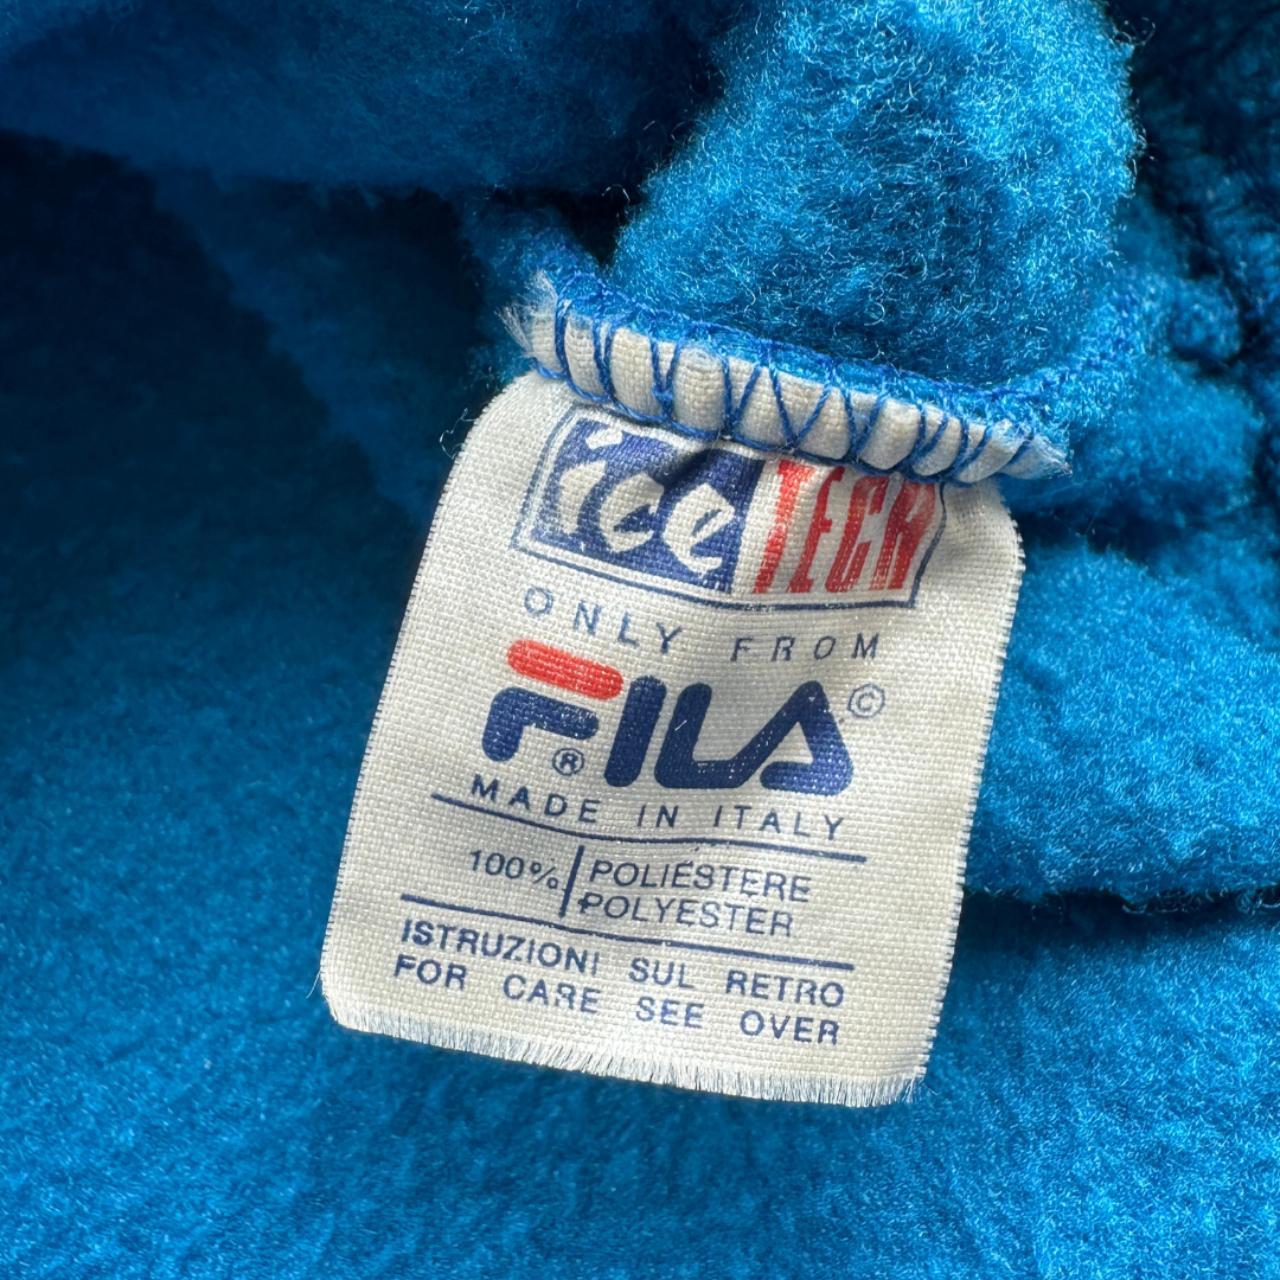 ice TECH
ONLY FROM
FILA ©
®
MADE IN ITALY
100% POLIESTERE
POLYESTER
ISTRUZIONI SUL RETRO
FOR CARE SEE OVER